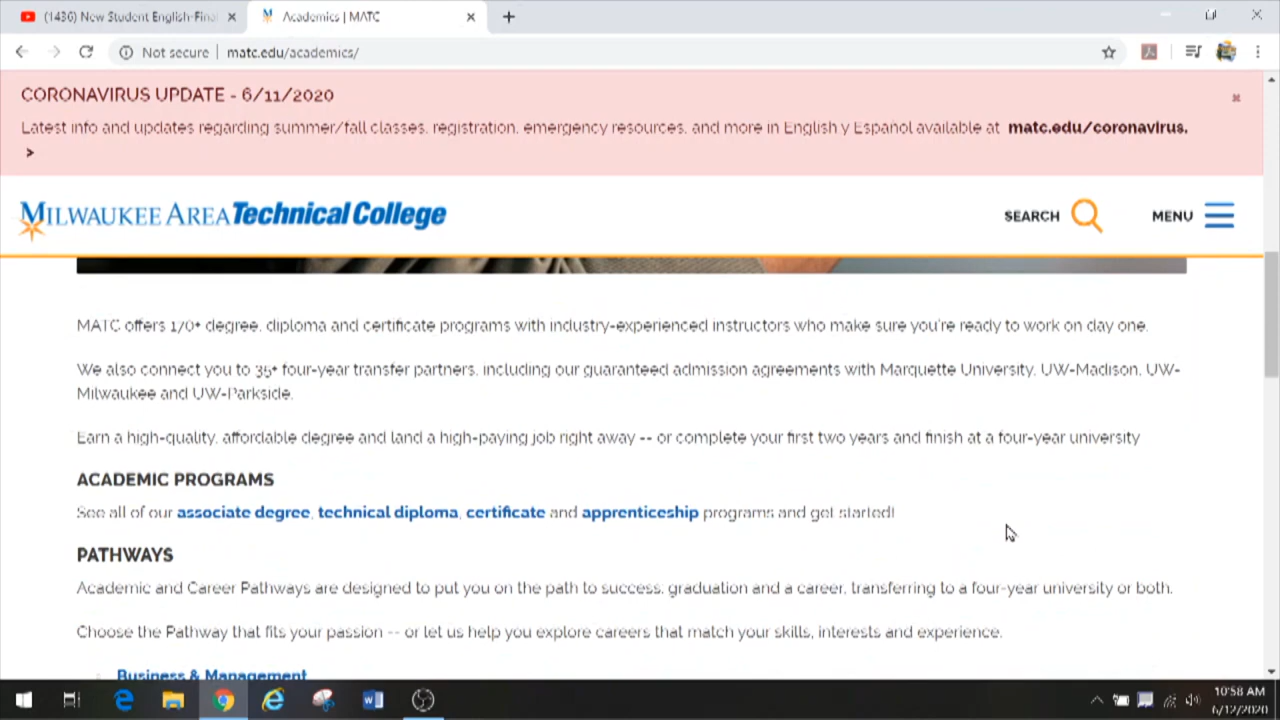 (1436) New Student English-Final
Academics | MATC
Not secure
matc.edu/academics/
CORONAVIRUS UPDATE - 6/11/2020
Latest info and updates regarding summer/fall classes, registration, emergency resources, and more in English y Español available at matc.edu/coronavirus.
>
MILWAUKEE AREA Technical College
SEARCH
MENU
MATC offers 170+ degree, diploma and certificate programs with industry-experienced instructors who make sure you're ready to work on day one.
We also connect you to 35+ four-year transfer partners, including our guaranteed admission agreements with Marquette University, UW-Madison, UW-
Milwaukee and UW-Parkside.
Earn a high-quality, affordable degree and land a high-paying job right away -- or complete your first two years and finish at a four-year university
ACADEMIC PROGRAMS
See all of our associate degree, technical diploma, certificate and apprenticeship programs and get started!
PATHWAYS
Academic and Career Pathways are designed to put you on the path to success: graduation and a career, transferring to a four-year university or both.
Choose the Pathway that fits your passion -- or let us help you explore careers that match your skills, interests and experience.
Business & Management
10:58 AM
6/12/2020